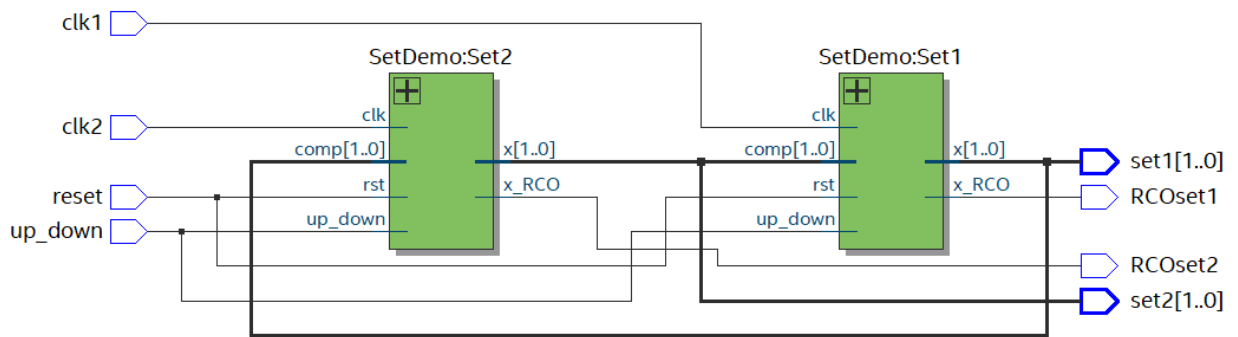 clk1
SetDemo:Set2
SetDemo:Set1
clk2
clk
clk
comp[1..0]
x[1..0]
comp[1..0]
x[1..0]
set1[1..0]
reset
rst
x_RCO
rst
x_RCO
RCOset1
up_down
up_down
up_down
RCOset2
set2[1..0]